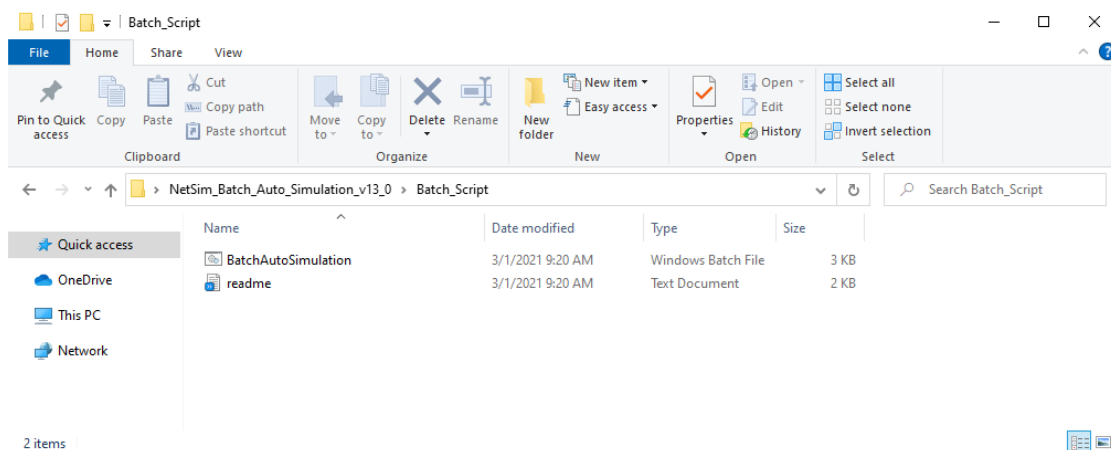 Batch_Script
File Home Share View
Pin to Quick access
Copy
Paste
Cut
Copy path
Paste shortcut
Clipboard
Move to
Copy to
Delete
Rename
Organize
New folder
New item
Easy access
New
Properties
Open
Edit
History
Open
Select all
Select none
Invert selection
Select
NetSim_Batch_Auto_Simulation_v13_0 > Batch_Script
Search Batch_Script
Quick access
OneDrive
This PC
Network
Name Date modified Type Size
BatchAutoSimulation 3/1/2021 9:20 AM Windows Batch File 3 KB
readme 3/1/2021 9:20 AM Text Document 2 KB
2 items